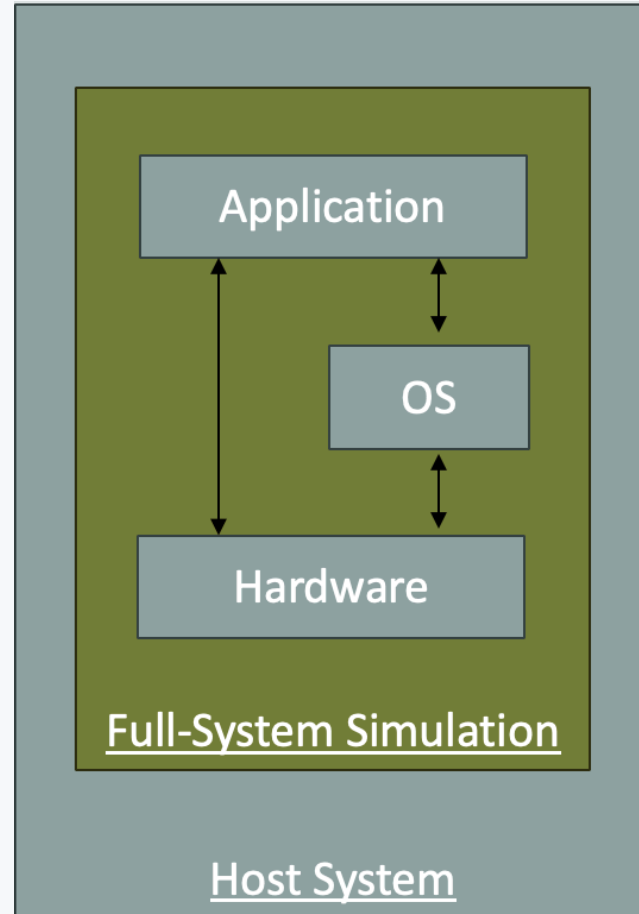 Application
OS
Hardware
Full-System Simulation
Host System